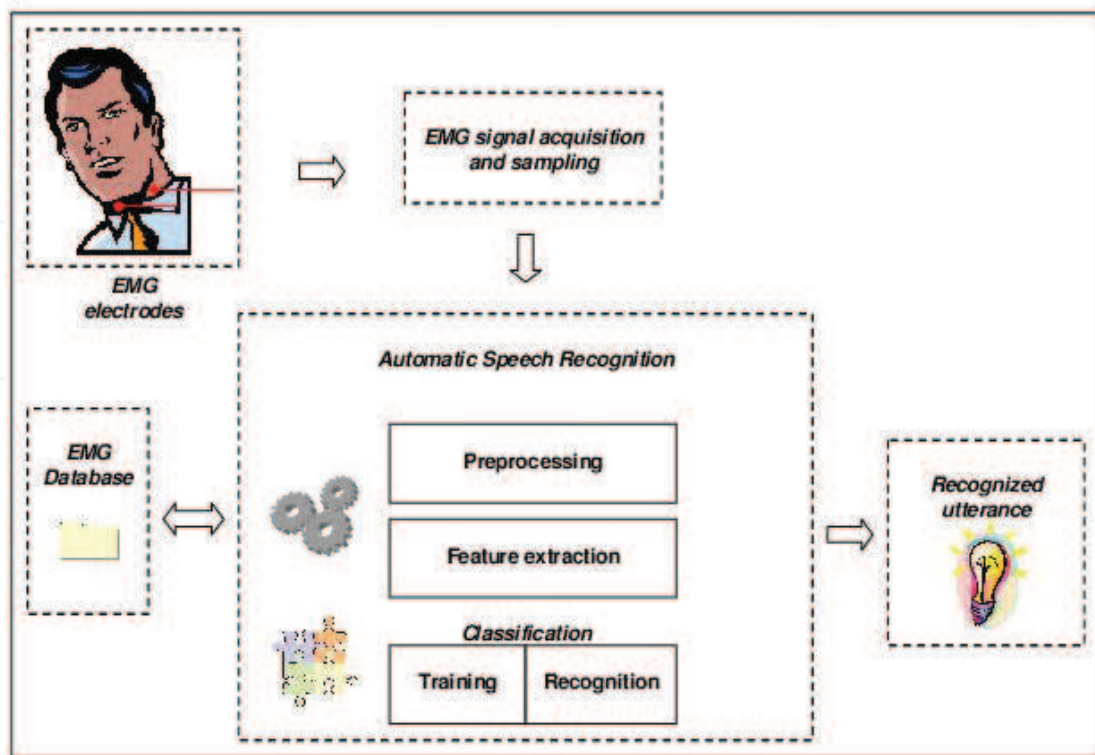 EMG signal acquisition
and sampling
EMG
electrodes
Automatic Speech Recognition
EMG
Database
Preprocessing
Feature extraction
Classification
Training
Recognition
Recognized
utterance